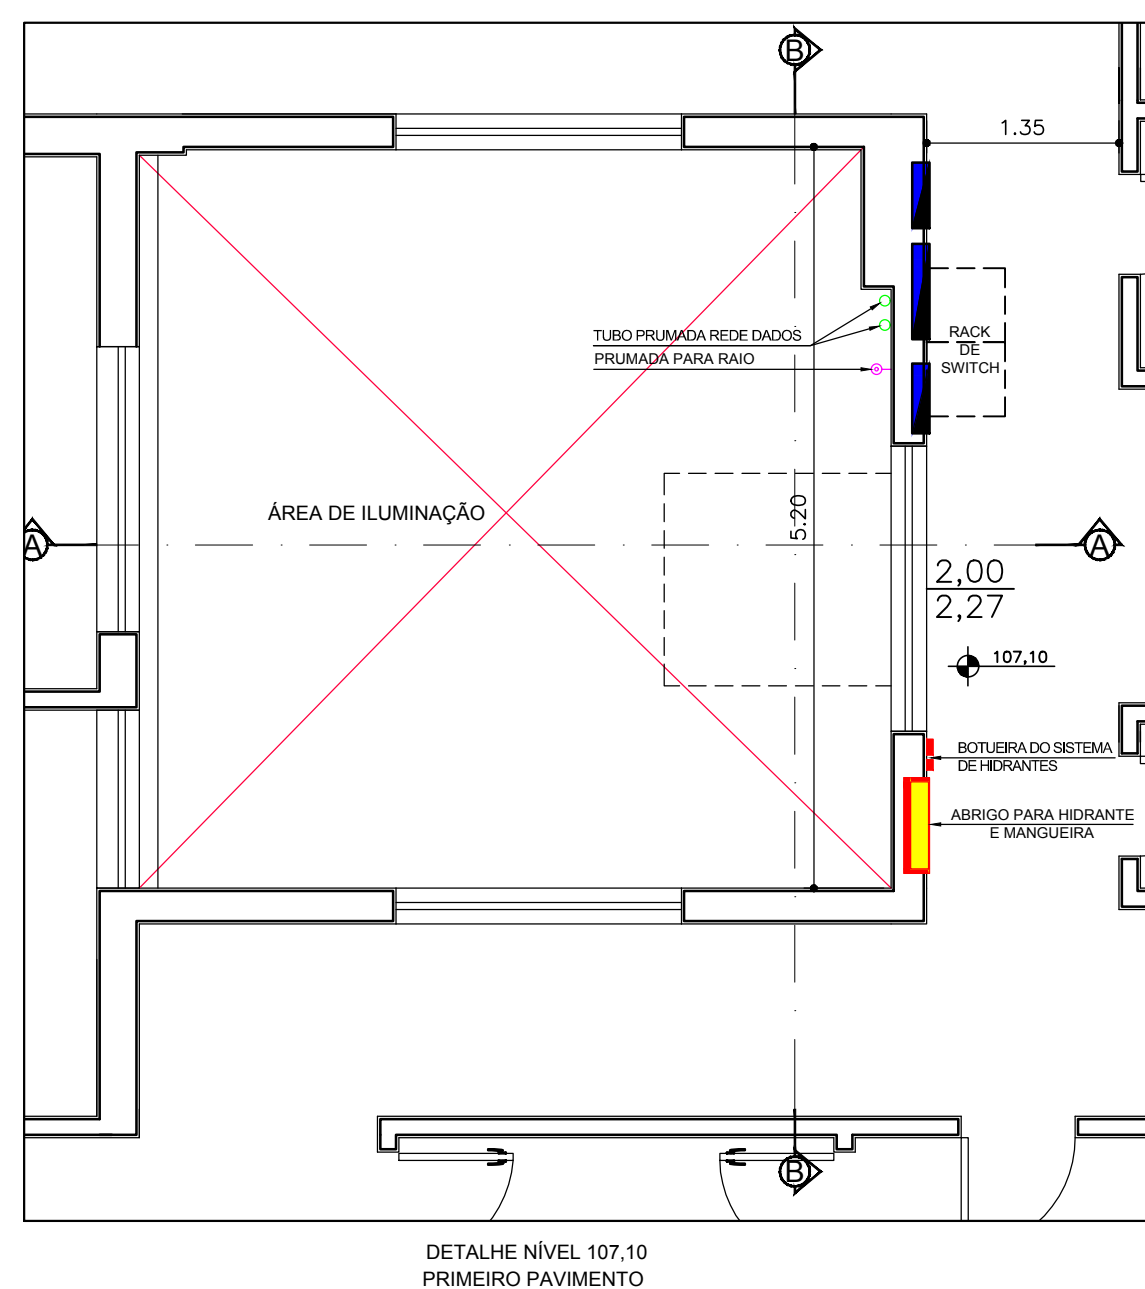 B
1.35
TUBO PRUMADA REDE DADOS
PRUMADA PARA RAIO
RACK
DE
SWITCH
ÁREA DE ILUMINAÇÃO
5.20
A
A
2,00
2,27
107,10
BOTUEIRA DO SISTEMA
DE HIDRANTES
ABRIGO PARA HIDRANTE
E MANGUEIRA
B
DETALHE NÍVEL 107,10
PRIMEIRO PAVIMENTO